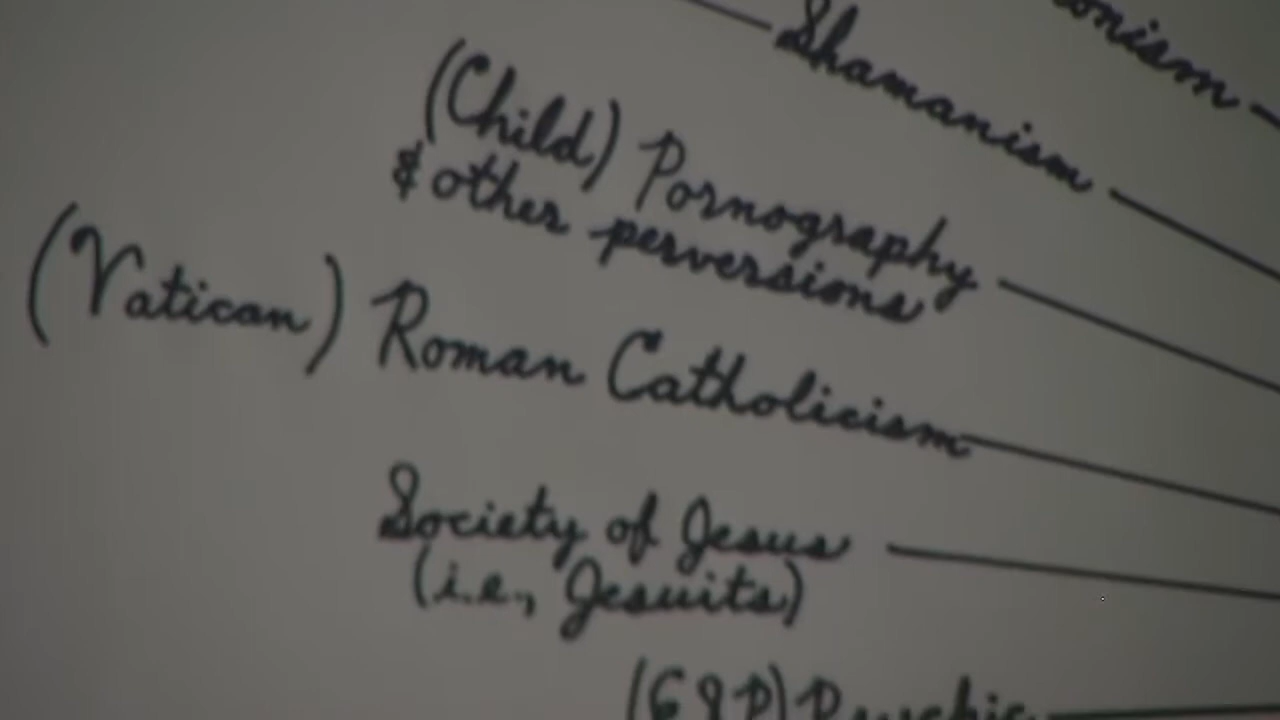 Shamanism
(Child) Pornography
& other perversions
(Vatican) Roman Catholicism
Society of Jesus
(i.e., Jesuits)